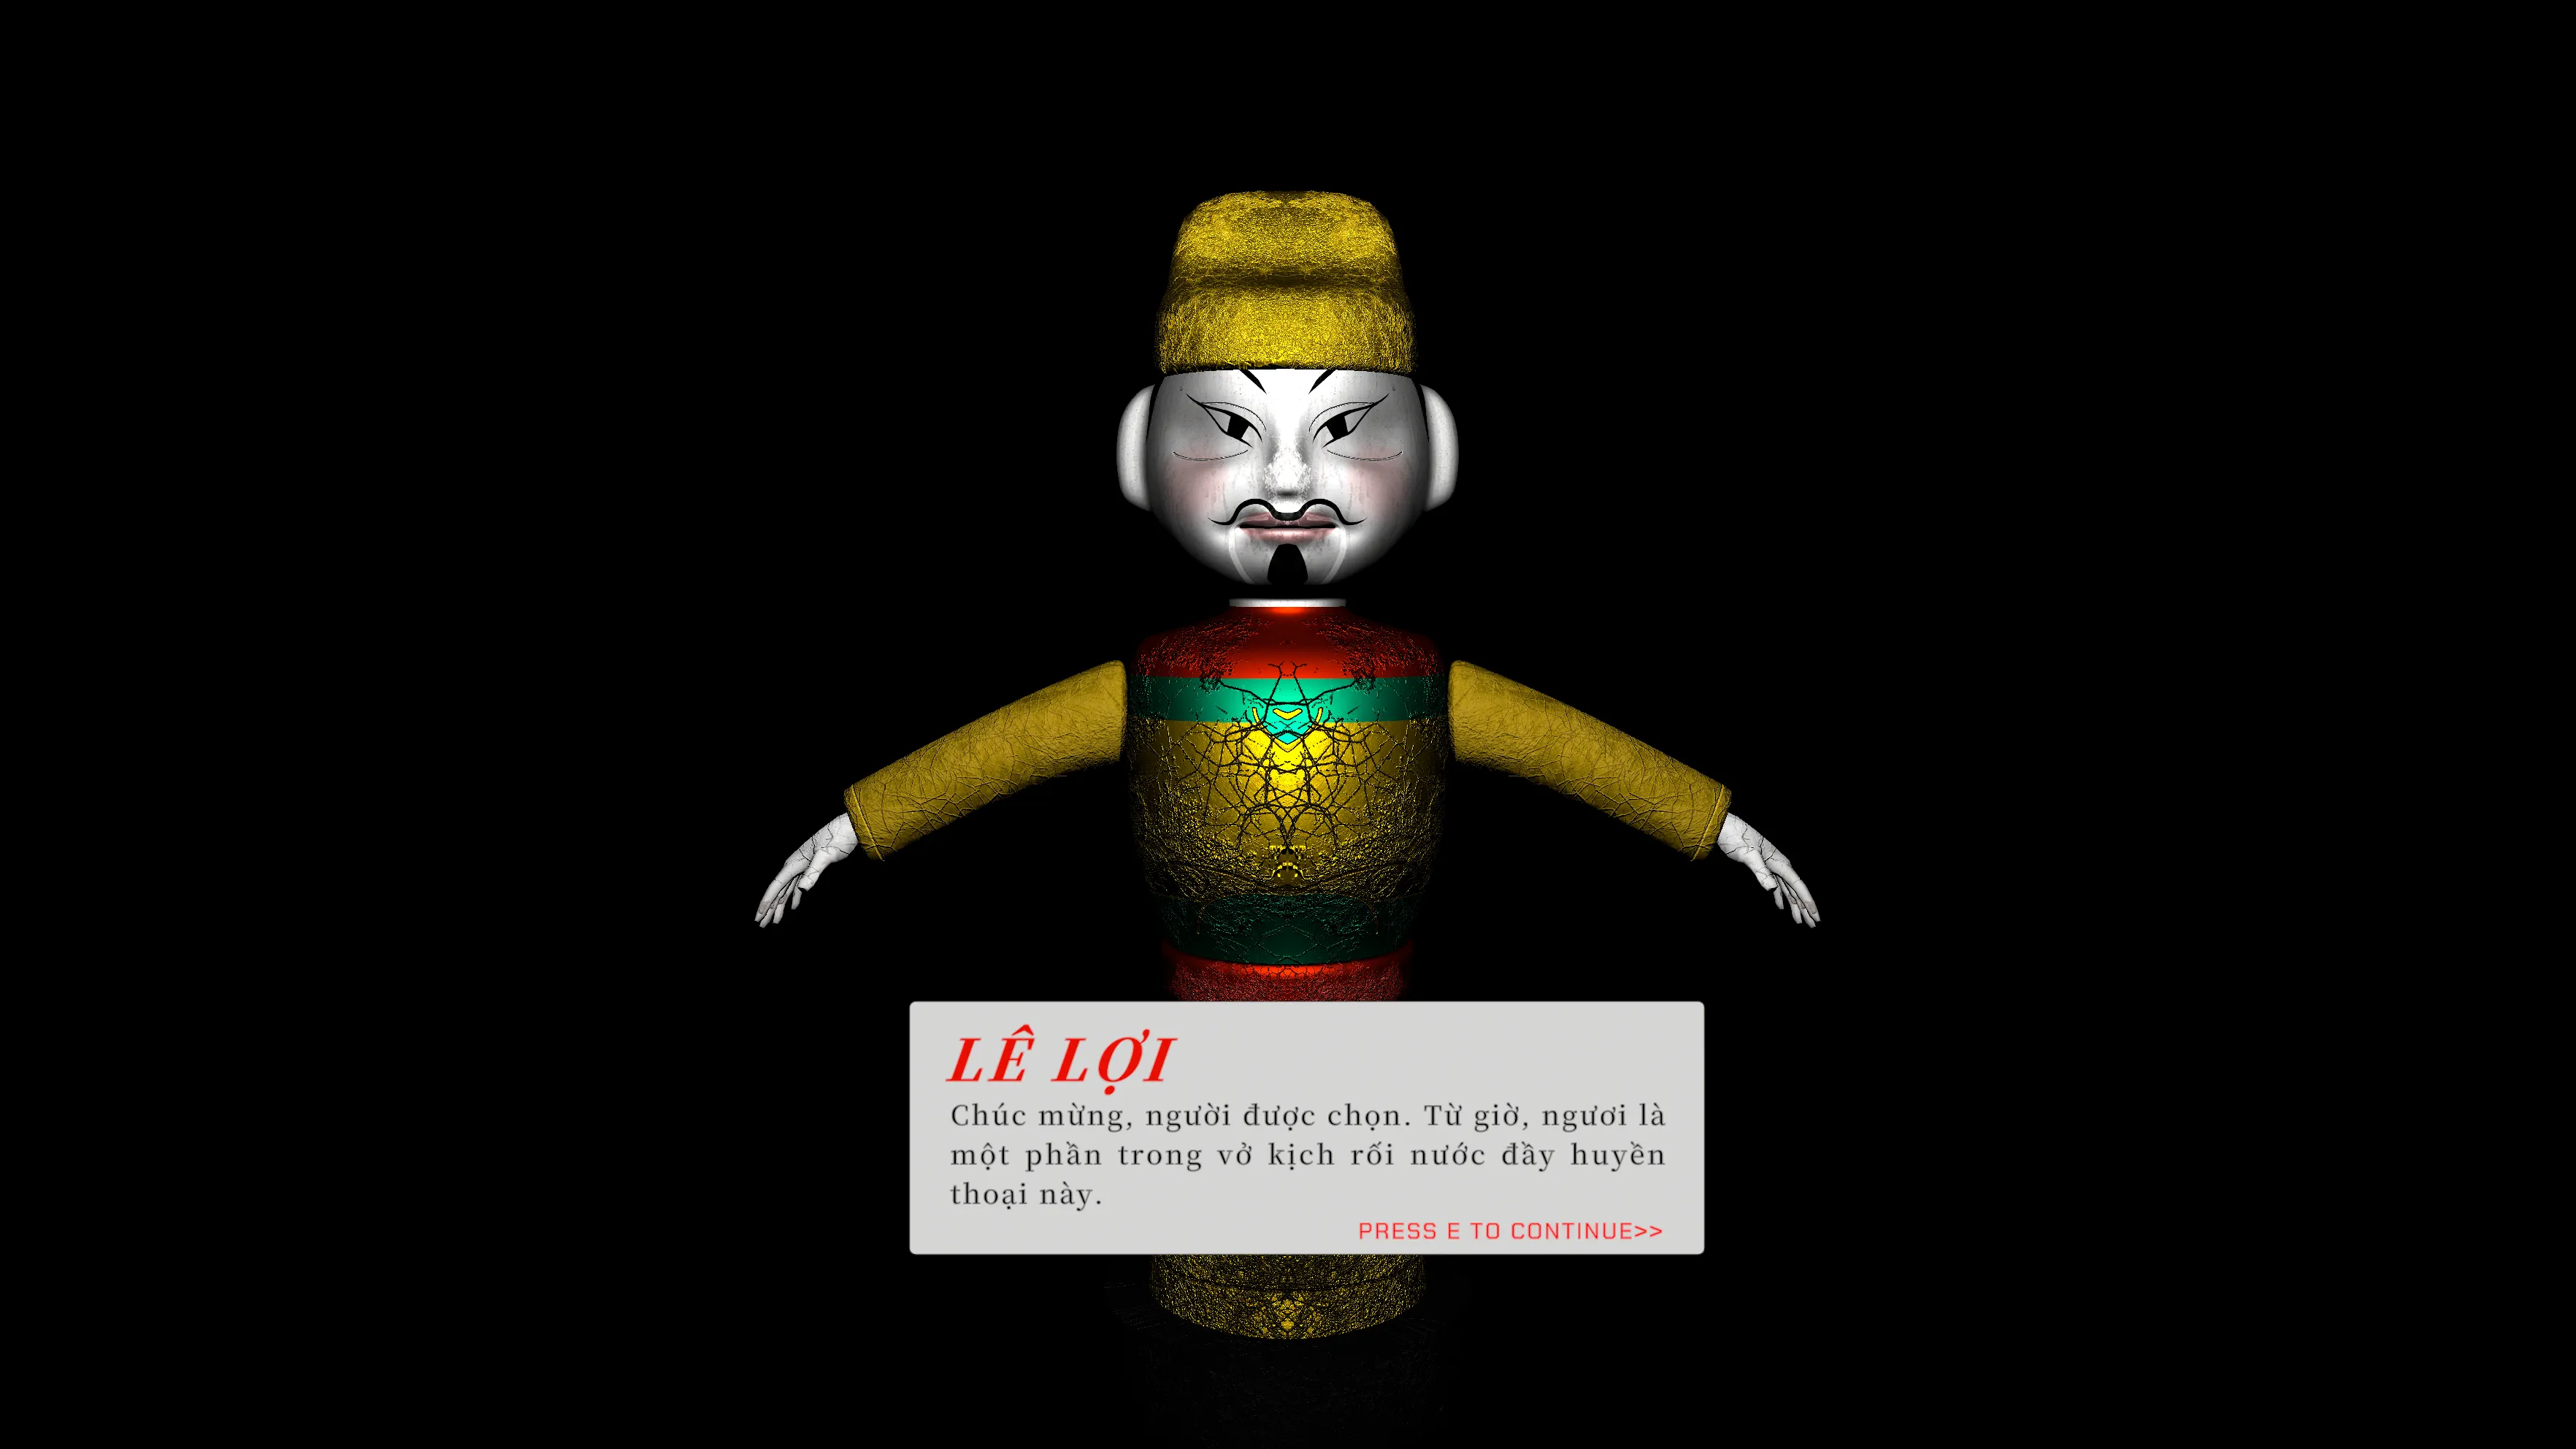 LÊ LỢI
Chúc mừng, người được chọn. Từ giờ, ngươi là
một phần trong vở kịch rối nước đầy huyền
thoại này.
PRESS E TO CONTINUE>>